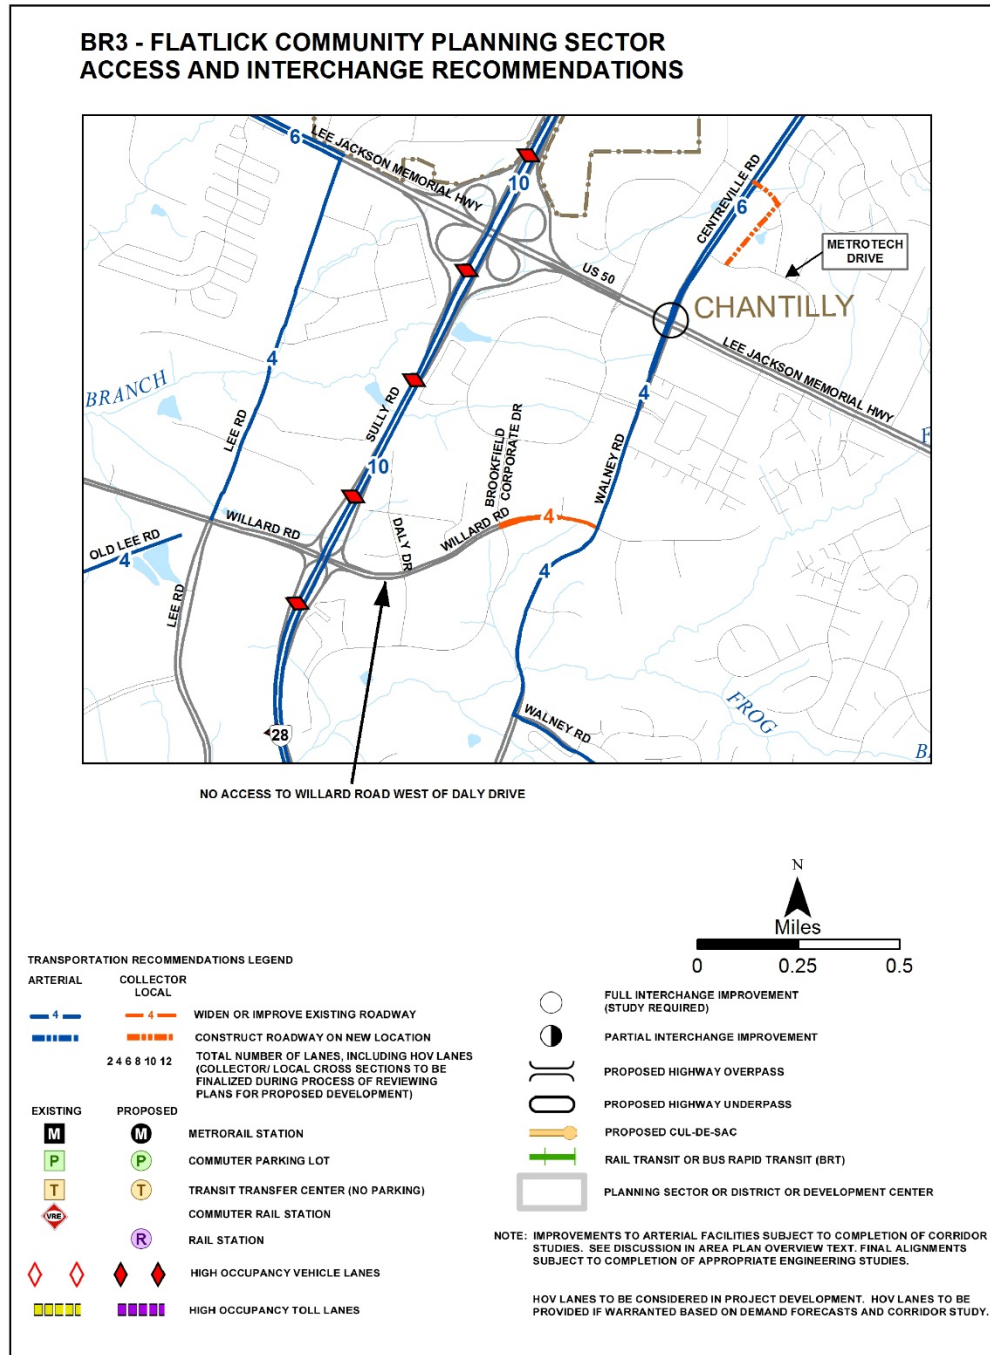 BR3 - FLATLICK COMMUNITY PLANNING SECTOR
ACCESS AND INTERCHANGE RECOMMENDATIONS
6
LEE JACKSON MEMORIAL HWY
10
CENTREVILLE RD
6
METROTECH
DRIVE
US 50
CHANTILLY
LEE JACKSON MEMORIAL HWY
4
BRANCH
LEE RD
SULLY RD
10
4
BROOKFIELD
CORPORATE DR
WALNEY RD
F
WILLARD RD
DALY DR
WILLARD RD
4
OLD LEE RD
4
4
LEE RD
FROG
WALNEY RD
28
B
NO ACCESS TO WILLARD ROAD WEST OF DALY DRIVE
N
Miles
0 0.25 0.5
TRANSPORTATION RECOMMENDATIONS LEGEND
ARTERIAL
COLLECTOR
LOCAL
4 4 WIDEN OR IMPROVE EXISTING ROADWAY
CONSTRUCT ROADWAY ON NEW LOCATION
2 4 6 8 10 12 TOTAL NUMBER OF LANES, INCLUDING HOV LANES
(COLLECTOR/ LOCAL CROSS SECTIONS TO BE
FINALIZED DURING PROCESS OF REVIEWING
PLANS FOR PROPOSED DEVELOPMENT)
EXISTING PROPOSED
M M METRORAIL STATION
P P COMMUTER PARKING LOT
T T TRANSIT TRANSFER CENTER (NO PARKING)
VRE COMMUTER RAIL STATION
R RAIL STATION
HIGH OCCUPANCY VEHICLE LANES
HIGH OCCUPANCY TOLL LANES
FULL INTERCHANGE IMPROVEMENT
(STUDY REQUIRED)
PARTIAL INTERCHANGE IMPROVEMENT
PROPOSED HIGHWAY OVERPASS
PROPOSED HIGHWAY UNDERPASS
PROPOSED CUL-DE-SAC
RAIL TRANSIT OR BUS RAPID TRANSIT (BRT)
PLANNING SECTOR OR DISTRICT OR DEVELOPMENT CENTER
NOTE: IMPROVEMENTS TO ARTERIAL FACILITIES SUBJECT TO COMPLETION OF CORRIDOR
STUDIES. SEE DISCUSSION IN AREA PLAN OVERVIEW TEXT. FINAL ALIGNMENTS
SUBJECT TO COMPLETION OF APPROPRIATE ENGINEERING STUDIES.
HOV LANES TO BE CONSIDERED IN PROJECT DEVELOPMENT. HOV LANES TO BE
PROVIDED IF WARRANTED BASED ON DEMAND FORECASTS AND CORRIDOR STUDY.